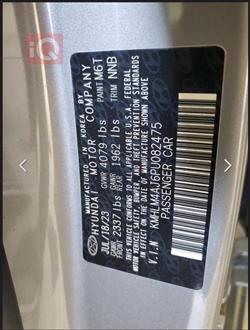 IQ
MANUFACTURED IN KOREA BY
HYUNDAI MOTOR COMPANY
JUL/18/23 GVWR 4079 lbs PAINT M6T
GAWR FRONT 2337 lbs GAWR REAR 1962 lbs TRIM NNB
THIS VEHICLE CONFORMS TO ALL APPLICABLE U.S.A. FEDERAL
MOTOR VEHICLE SAFETY/BUMPER AND THEFT PREVENTION STANDARDS
IN EFFECT ON THE DATE OF MANUFACTURE SHOWN ABOVE.
V.I.N :
PASSENGER CAR